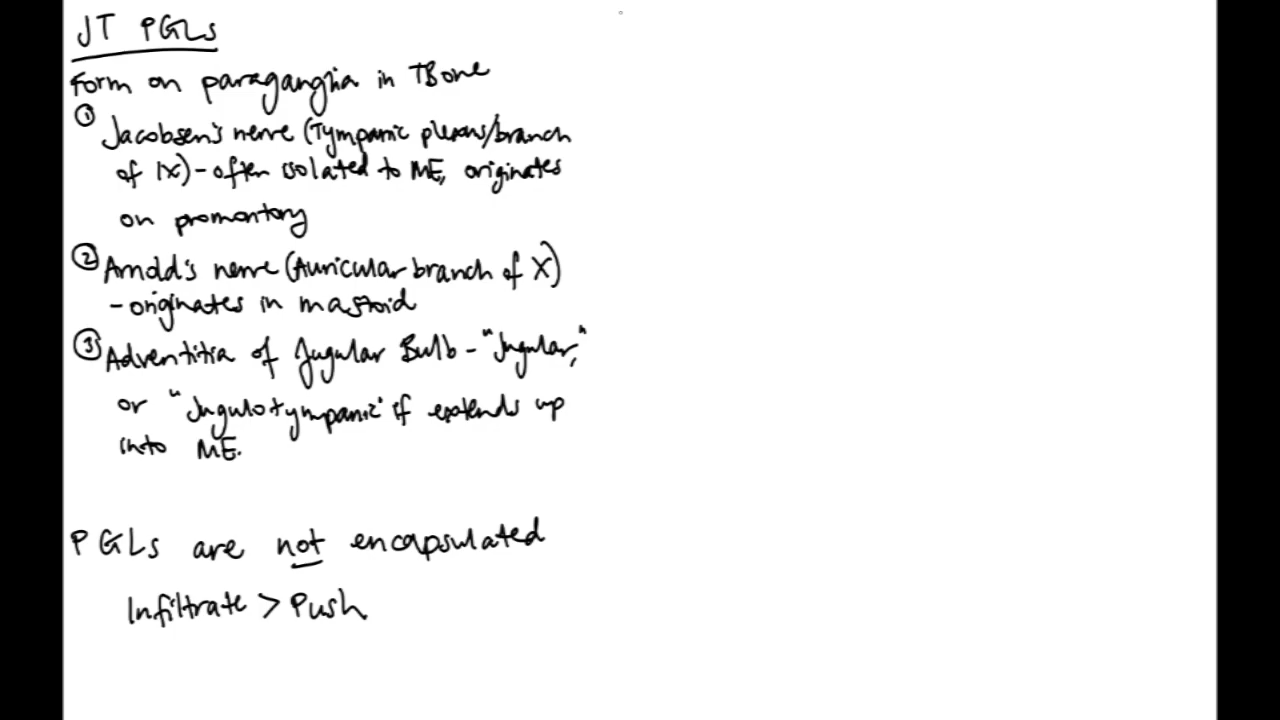 JT PGLs
Form on paraganglia in TBone
① Jacobsen's nerve (Tympanic plexus/branch
of IX) - often isolated to ME, originates
on promontory
② Arnold's nerve (Auricular branch of X)
- originates in mastoid
③ Adventitia of Jugular Bulb - "Jugular,"
or "Jugulotympanic" if extends up
into ME.
PGLs are not encapsulated
Infiltrate > Push